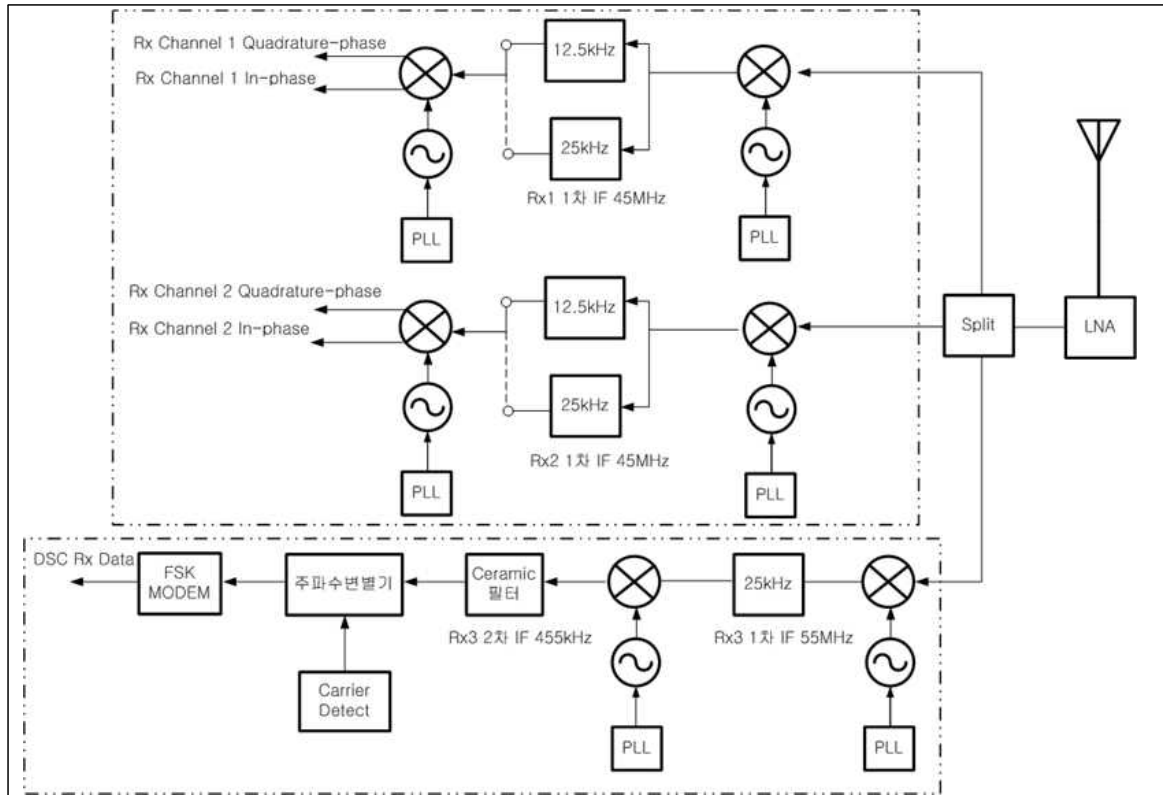 Rx Channel 1 Quadrature-phase
Rx Channel 1 In-phase
12.5kHz
25kHz
Rx1 1차 IF 45MHz
PLL
PLL
Rx Channel 2 Quadrature-phase
Rx Channel 2 In-phase
12.5kHz
25kHz
Rx2 1차 IF 45MHz
PLL
PLL
Split
LNA
DSC Rx Data
FSK
MODEM
주파수변별기
Ceramic
필터
25kHz
Rx3 2차 IF 455kHz
Rx3 1차 IF 55MHz
Carrier
Detect
PLL
PLL